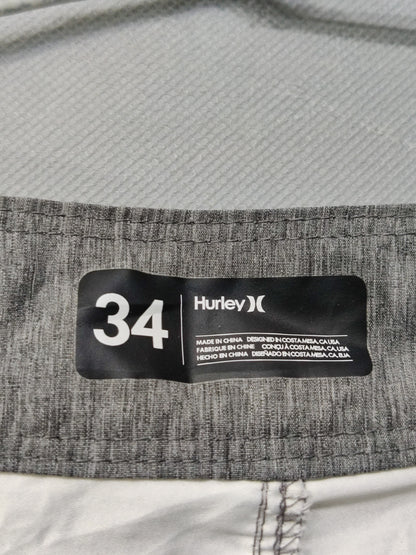 34
Hurley
MADE IN CHINA DESIGNED IN COSTA MESA, CA, USA
FABRIQUE EN CHINE CONÇU À COSTA MESA, CA, USA
HECHO EN CHINA DISEÑADO EN COSTA MESA, CA, EUA